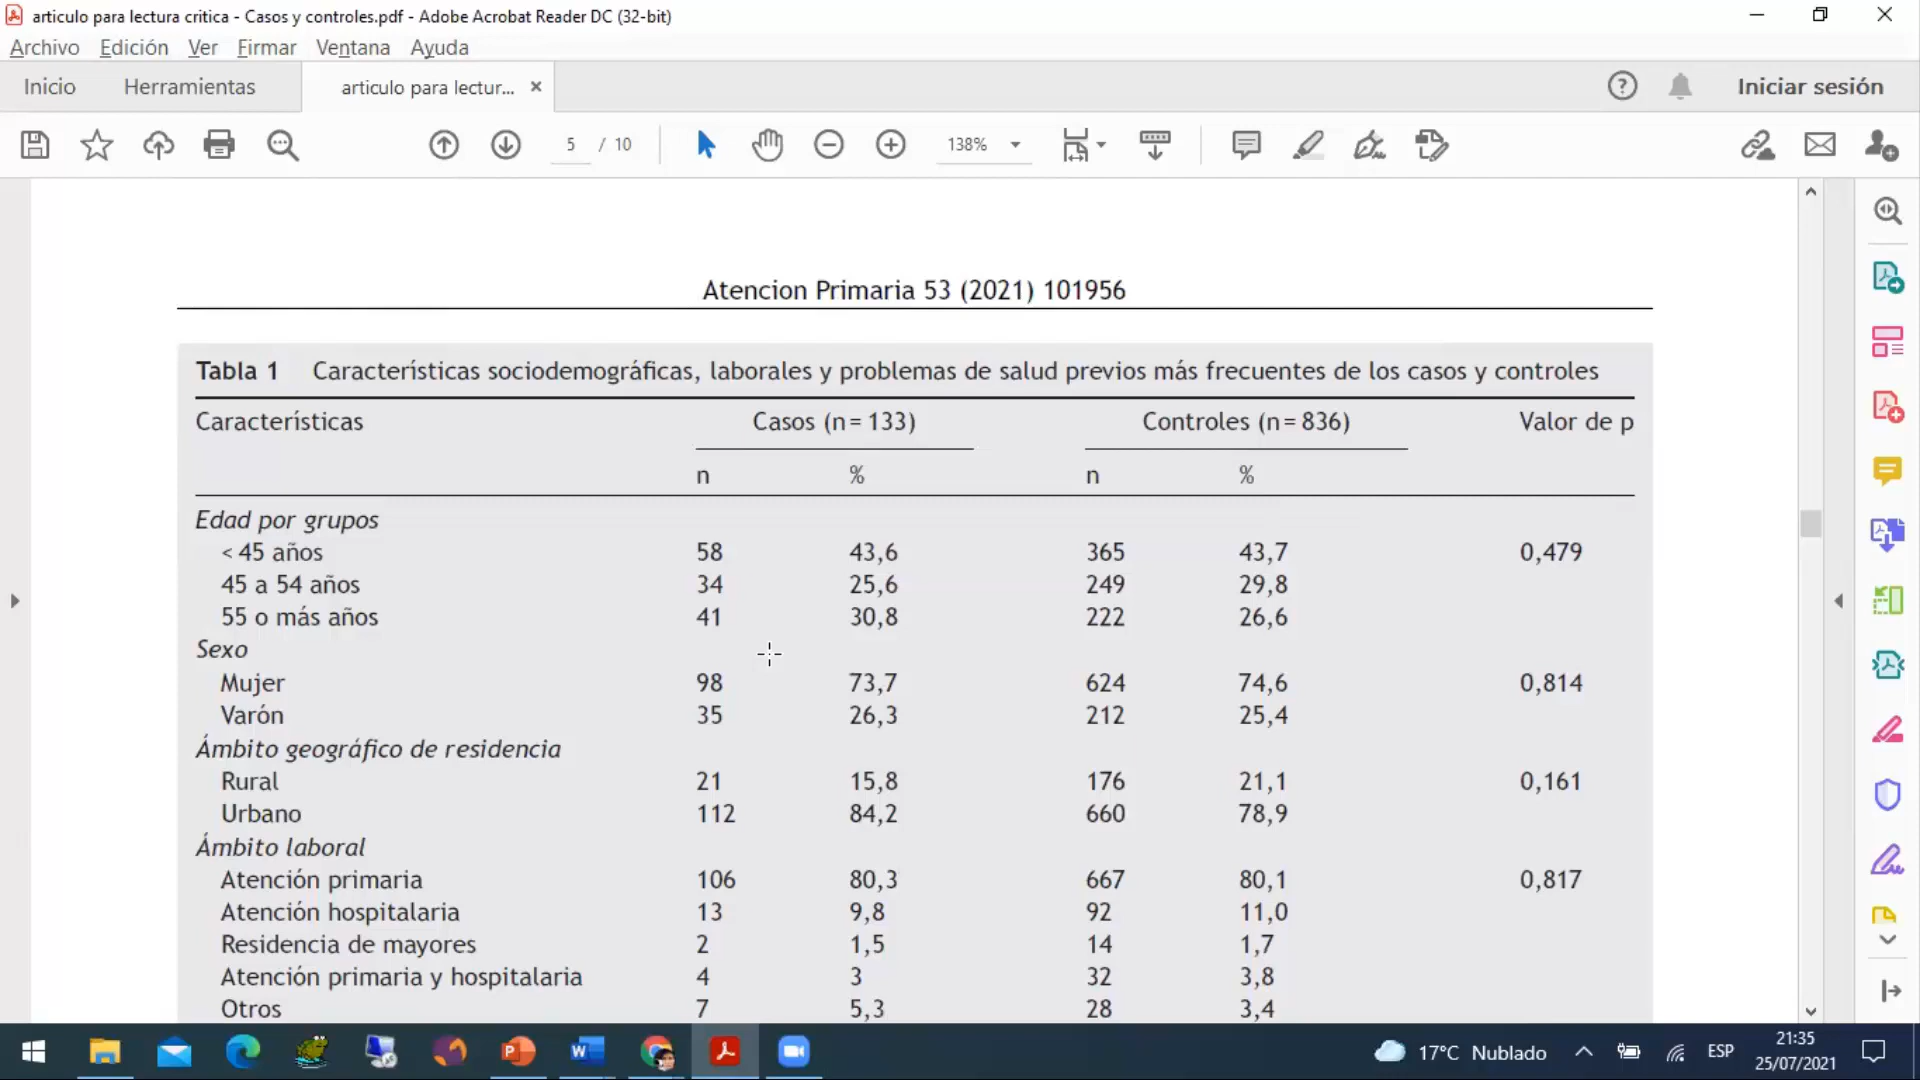 articulo para lectura critica - Casos y controles.pdf - Adobe Acrobat Reader DC (32-bit)
Archivo Edición Ver Firmar Ventana Ayuda
Inicio Herramientas articulo para lectur... × Iniciar sesión
5 / 10 138%
Atencion Primaria 53 (2021) 101956
Tabla 1 Características sociodemográficas, laborales y problemas de salud previos más frecuentes de los casos y controles
Características Casos (n = 133) Controles (n = 836) Valor de p
n % n %
Edad por grupos
< 45 años 58 43,6 365 43,7 0,479
45 a 54 años 34 25,6 249 29,8
55 o más años 41 30,8 222 26,6
Sexo
Mujer 98 73,7 624 74,6 0,814
Varón 35 26,3 212 25,4
Ámbito geográfico de residencia
Rural 21 15,8 176 21,1 0,161
Urbano 112 84,2 660 78,9
Ámbito laboral
Atención primaria 106 80,3 667 80,1 0,817
Atención hospitalaria 13 9,8 92 11,0
Residencia de mayores 2 1,5 14 1,7
Atención primaria y hospitalaria 4 3 32 3,8
Otros 7 5,3 28 3,4
17°C Nublado ESP 21:35
25/07/2021